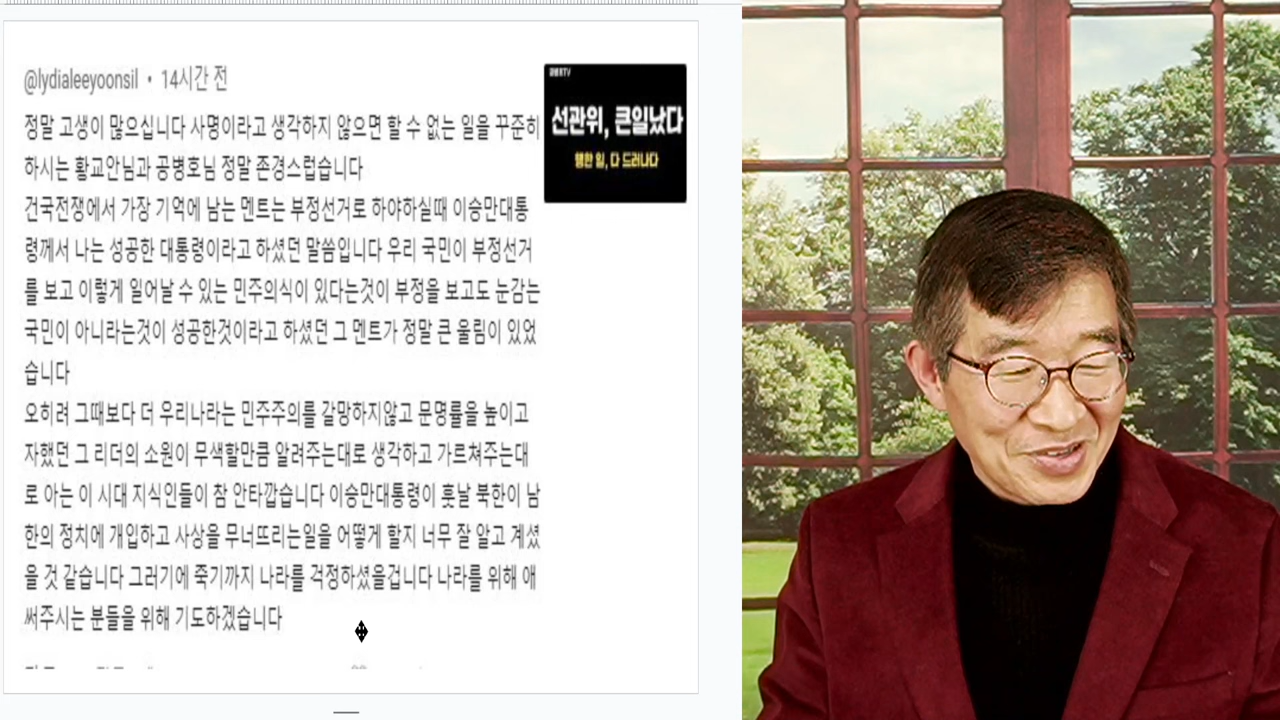 @lydialeeyoonsil • 14시간 전
정말 고생이 많으십니다 사명이라고 생각하지 않으면 할 수 없는 일을 꾸준히
하시는 황교안님과 공병호님 정말 존경스럽습니다
건국전쟁에서 가장 기억에 남는 멘트는 부정선거로 하야하실때 이승만대통
령께서 나는 성공한 대통령이라고 하셨던 말씀입니다 우리 국민이 부정선거
를 보고 이렇게 일어날 수 있는 민주의식이 있다는것이 부정을 보고도 눈감는
국민이 아니라는것이 성공한것이라고 하셨던 그 멘트가 정말 큰 울림이 있었
습니다
오히려 그때보다 더 우리나라는 민주주의를 갈망하지않고 문명률을 높이고
자했던 그 리더의 소원이 무색할만큼 알려주는대로 생각하고 가르쳐주는대
로 아는 이 시대 지식인들이 참 안타깝습니다 이승만대통령이 훗날 북한이 남
한의 정치에 개입하고 사상을 무너뜨리는일을 어떻게 할지 너무 잘 알고 계셨
을 것 같습니다 그러기에 죽기까지 나라를 걱정하셨을겁니다 나라를 위해 애
써주시는 분들을 위해 기도하겠습니다
공병호TV
선관위, 큰일났다
행한 일, 다 드러나다